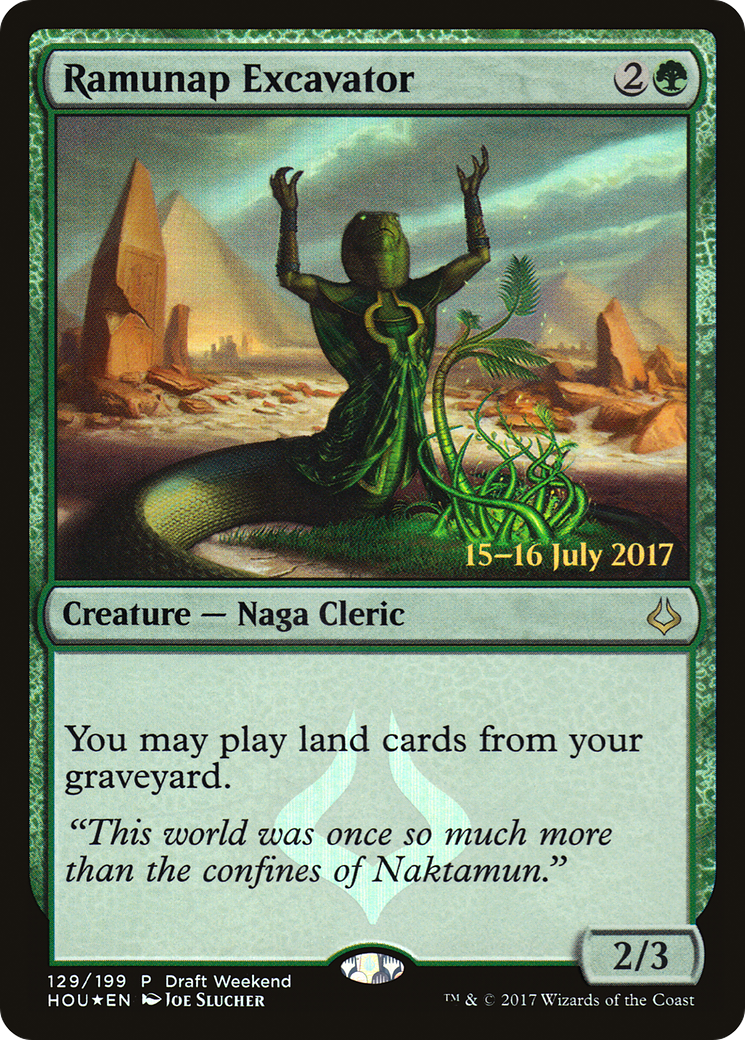 Ramunap Excavator 2
15–16 July 2017
Creature — Naga Cleric
You may play land cards from your
graveyard.
“This world was once so much more
than the confines of Naktamun.”
2/3
129/199 P Draft Weekend
HOU★EN Joe Slucher
™ & © 2017 Wizards of the Coast